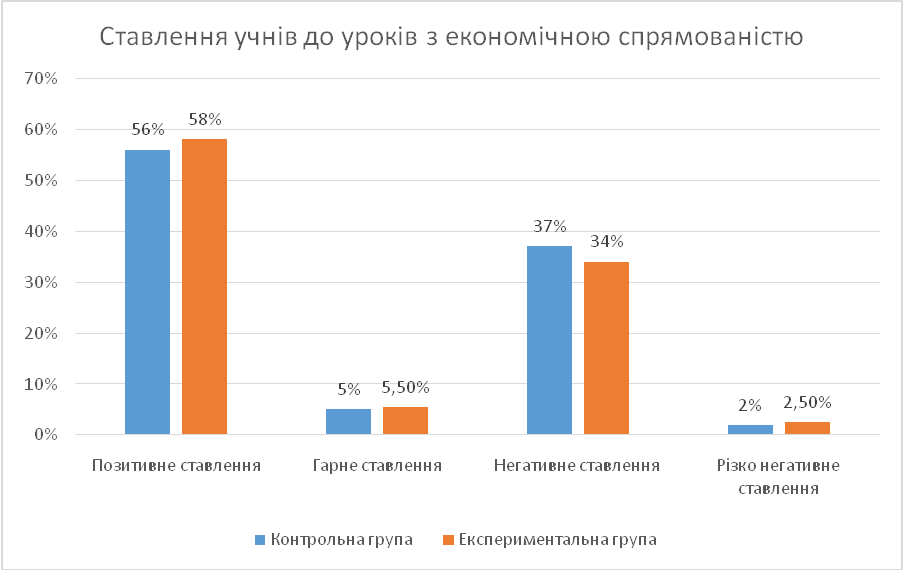 Ставлення учнів до уроків з економічною спрямованістю
70%
60%
50%
40%
30%
20%
10%
0%
56%
58%
5%
5,50%
37%
34%
2%
2,50%
Позитивне ставлення
Гарне ставлення
Негативне ставлення
Різко негативне
ставлення
Контрольна група
Експериментальна група